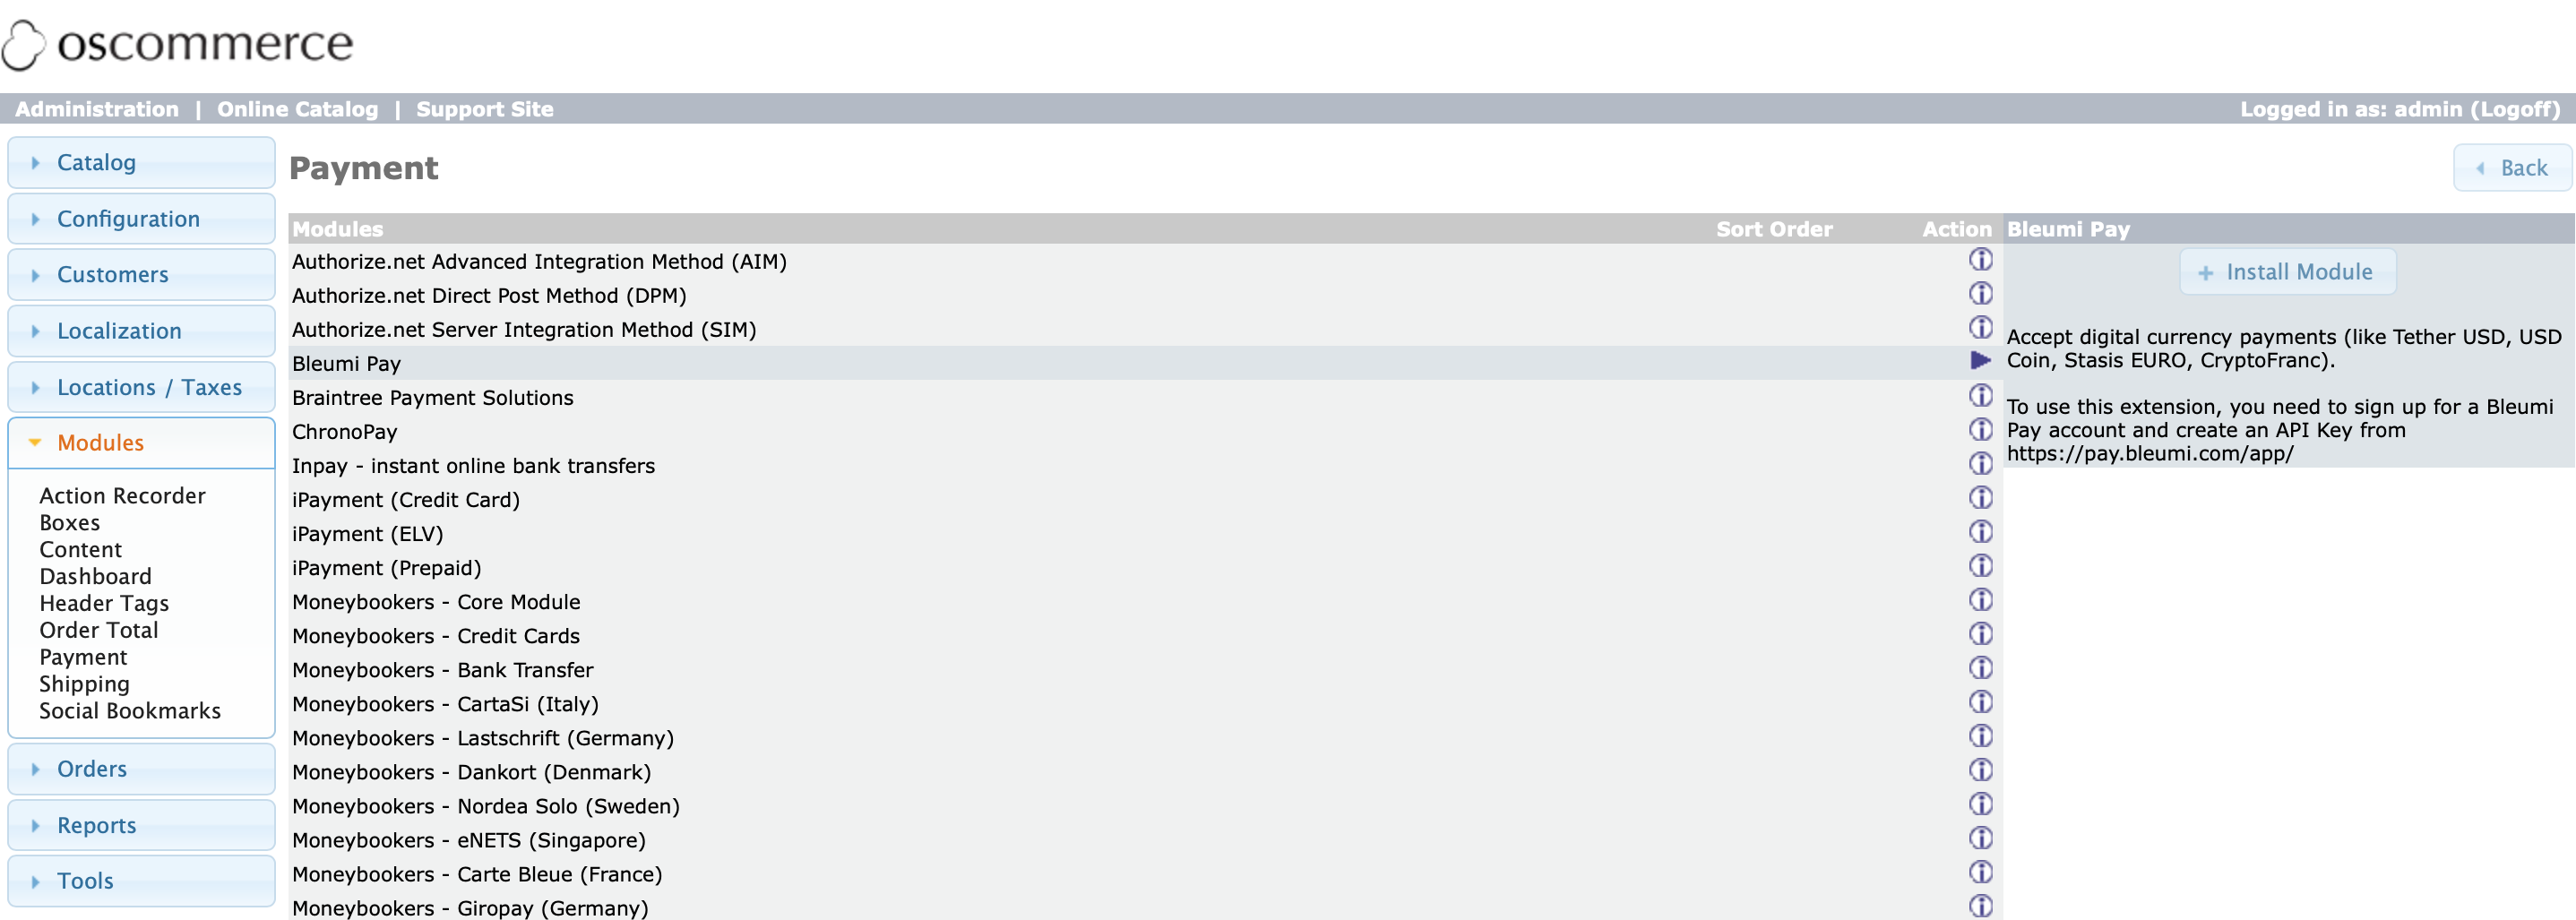 oscommerce
Administration | Online Catalog | Support Site
Logged in as: admin (Logoff)
Catalog
Configuration
Customers
Localization
Locations / Taxes
Modules
Action Recorder
Boxes
Content
Dashboard
Header Tags
Order Total
Payment
Shipping
Social Bookmarks
Orders
Reports
Tools
Payment
Back
Modules Sort Order Action
Authorize.net Advanced Integration Method (AIM)
Authorize.net Direct Post Method (DPM)
Authorize.net Server Integration Method (SIM)
Bleumi Pay
Braintree Payment Solutions
ChronoPay
Inpay - instant online bank transfers
iPayment (Credit Card)
iPayment (ELV)
iPayment (Prepaid)
Moneybookers - Core Module
Moneybookers - Credit Cards
Moneybookers - Bank Transfer
Moneybookers - CartaSi (Italy)
Moneybookers - Lastschrift (Germany)
Moneybookers - Dankort (Denmark)
Moneybookers - Nordea Solo (Sweden)
Moneybookers - eNETS (Singapore)
Moneybookers - Carte Bleue (France)
Moneybookers - Giropay (Germany)
Bleumi Pay
+ Install Module
Accept digital currency payments (like Tether USD, USD
Coin, Stasis EURO, CryptoFranc).
To use this extension, you need to sign up for a Bleumi
Pay account and create an API Key from
https://pay.bleumi.com/app/